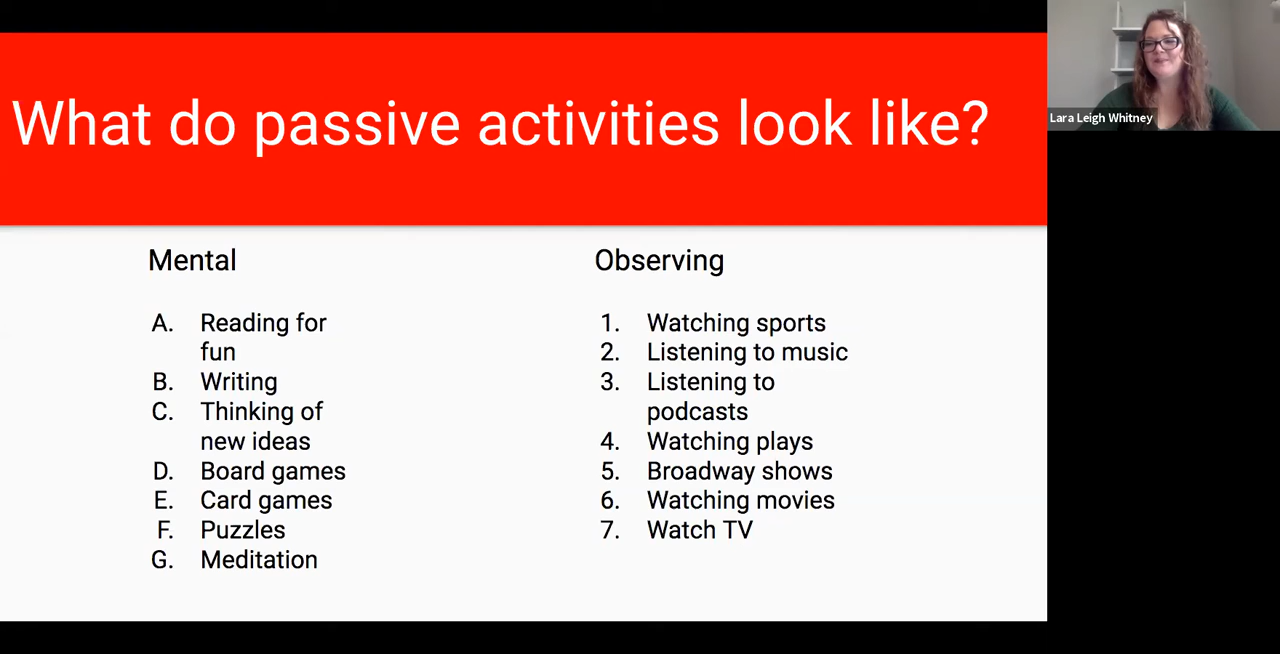 What do passive activities look like?
Lara Leigh Whitney
Mental
A. Reading for
fun
B. Writing
C. Thinking of
new ideas
D. Board games
E. Card games
F. Puzzles
G. Meditation
Observing
1. Watching sports
2. Listening to music
3. Listening to
podcasts
4. Watching plays
5. Broadway shows
6. Watching movies
7. Watch TV